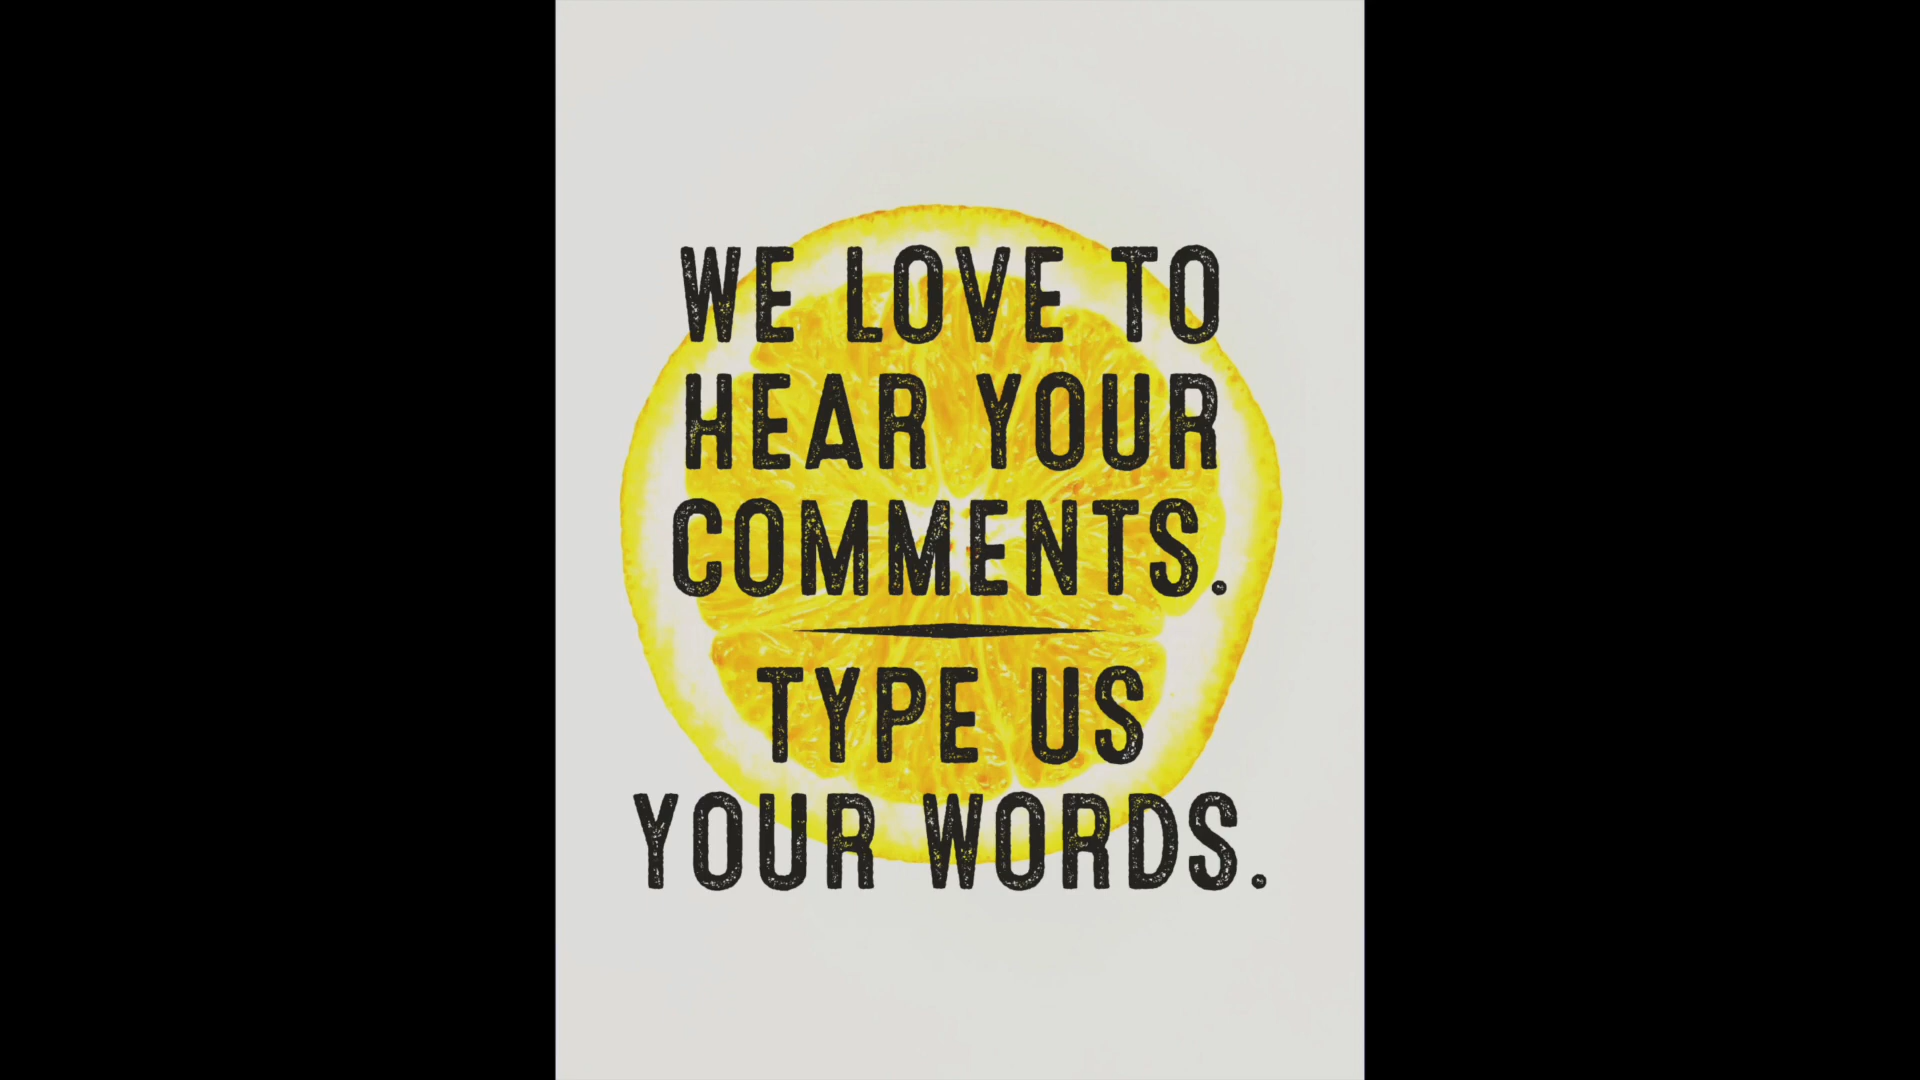 WE LOVE TO
HEAR YOUR
COMMENTS.
TYPE US
YOUR WORDS.